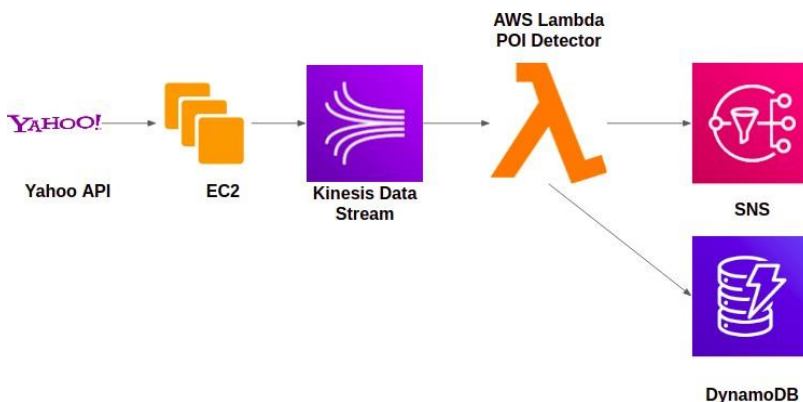 AWS Lambda
POI Detector
YAHOO!
Yahoo API
EC2
Kinesis Data
Stream
SNS
DynamoDB